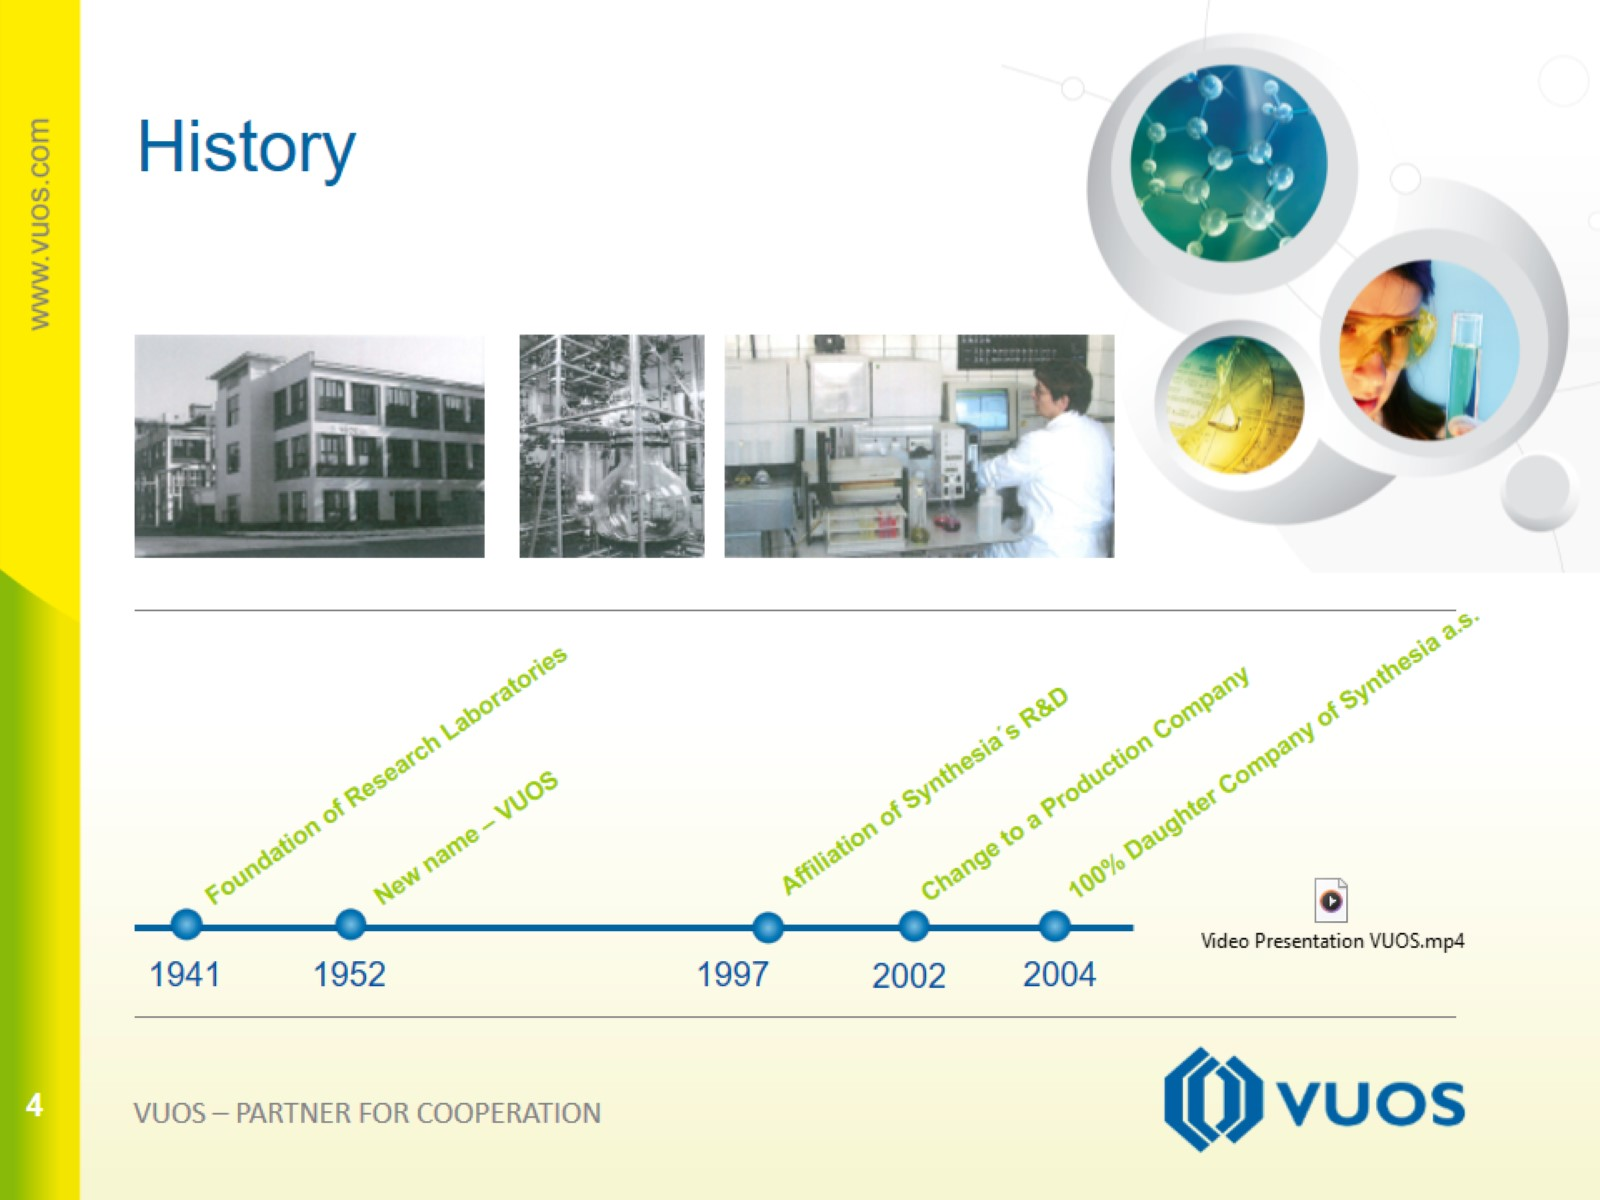 www.vuos.com
History
Foundation of Research Laboratories
New name – VUOS
Affiliation of Synthesia´s R&D
Change to a Production Company
100% Daughter Company of Synthesia a.s.
1941
1952
1997
2002
2004
Video Presentation VUOS.mp4
4
VUOS – PARTNER FOR COOPERATION
VUOS